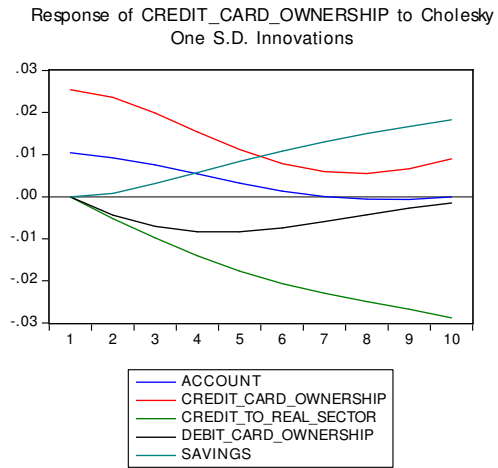 Response of CREDIT_CARD_OWNERSHIP to Cholesky
One S.D. Innovations
.03
.02
.01
.00
-.01
-.02
-.03
1 2 3 4 5 6 7 8 9 10
ACCOUNT
CREDIT_CARD_OWNERSHIP
CREDIT_TO_REAL_SECTOR
DEBIT_CARD_OWNERSHIP
SAVINGS